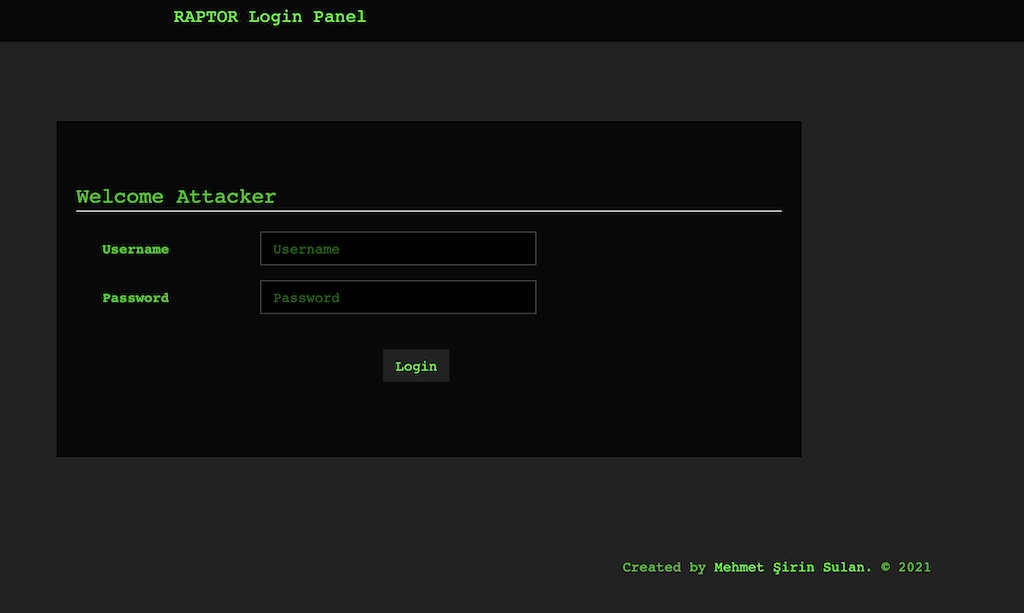 RAPTOR Login Panel
Welcome Attacker
Username
Username
Password
Password
Login
Created by Mehmet Şirin Sulan. © 2021